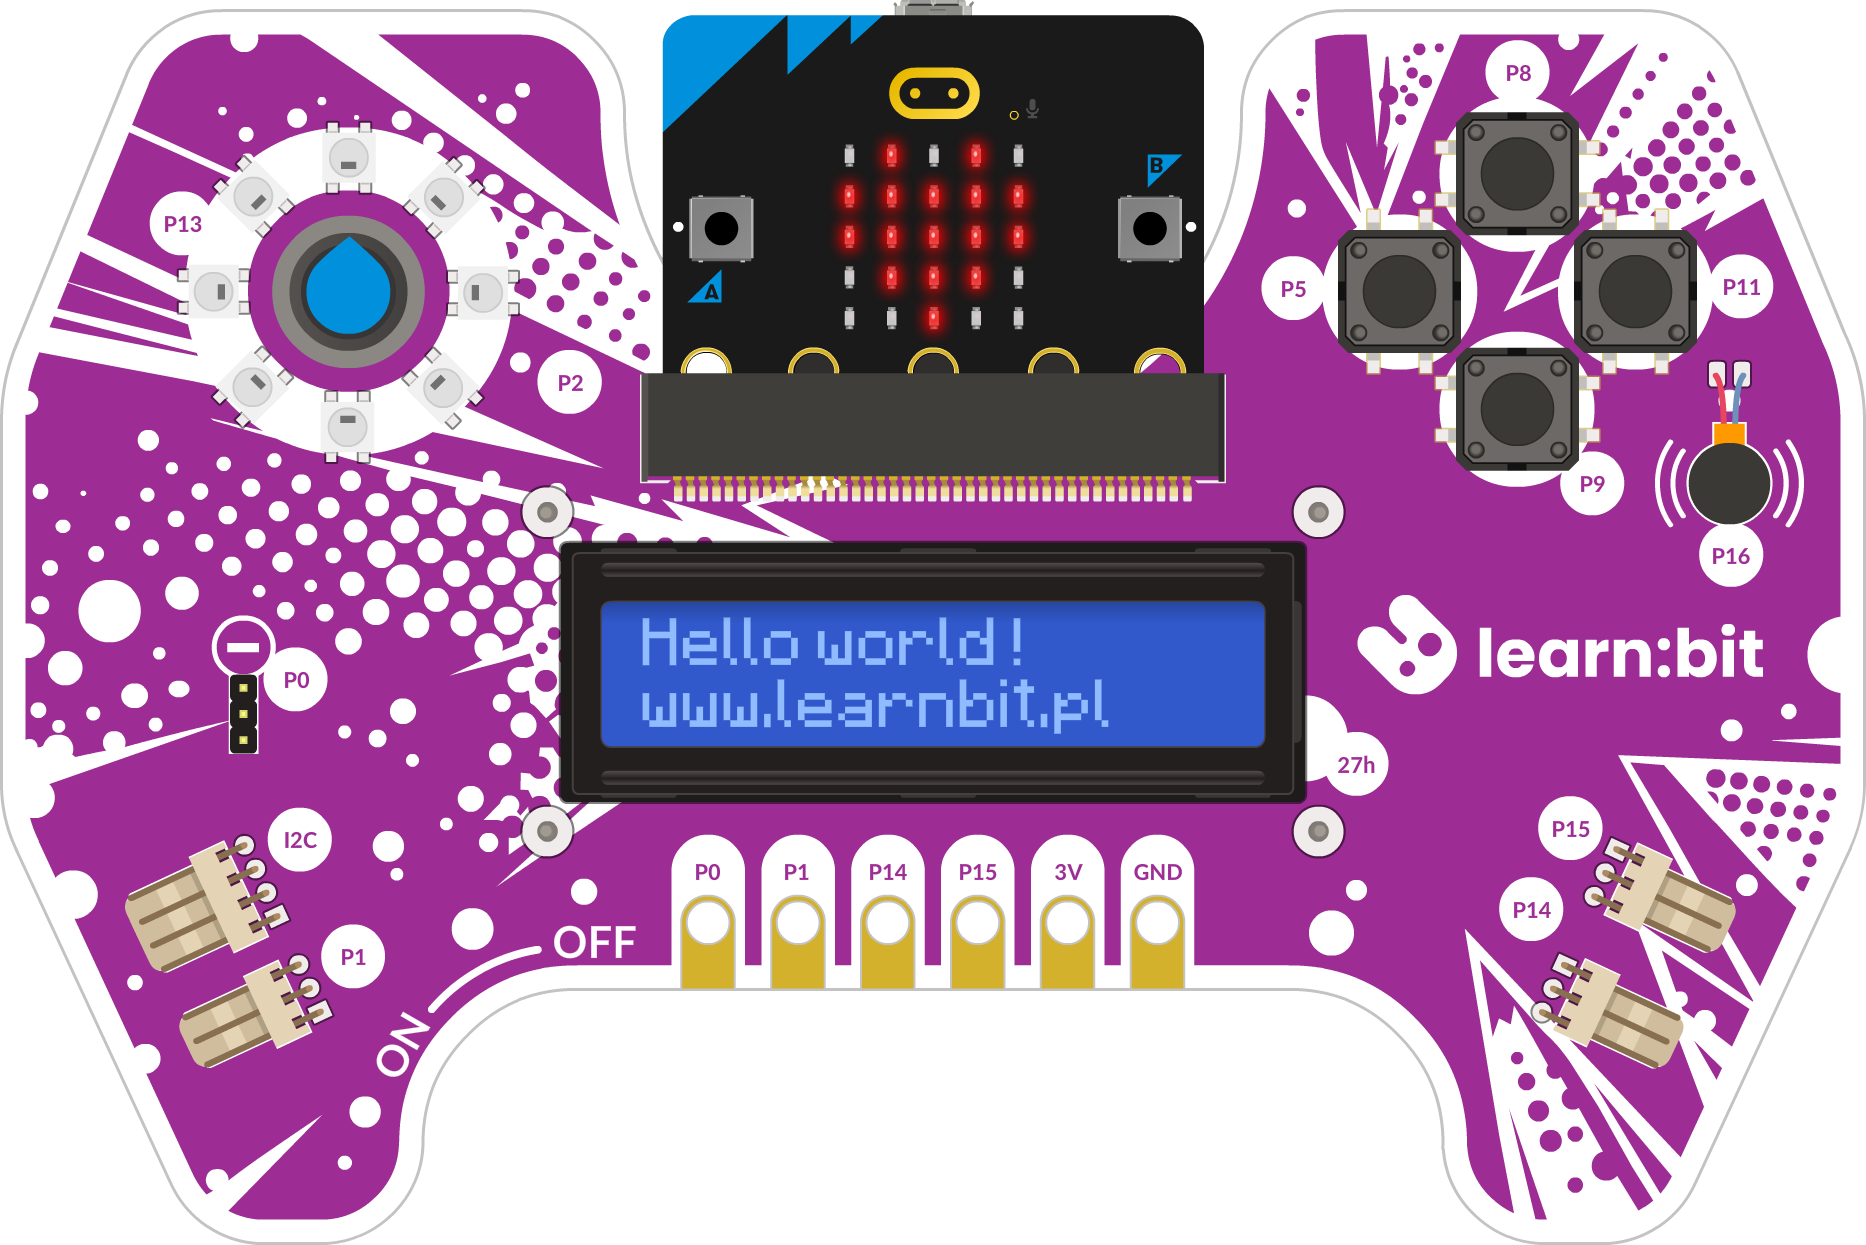 P8
B
P13
A
P5
P11
P2
P9
P16
Hello world!
www.learnbit.pl
learn:bit
P0
27h
I2C
P15
P0 P1 P14 P15 3V GND
P14
P1
OFF
ON